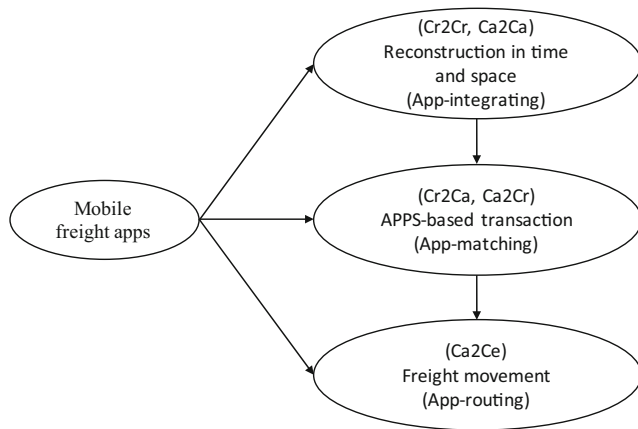 (Cr2Cr, Ca2Ca)
Reconstruction in time
and space
(App-integrating)
Mobile
freight apps
(Cr2Ca, Ca2Cr)
APPS-based transaction
(App-matching)
(Ca2Ce)
Freight movement
(App-routing)